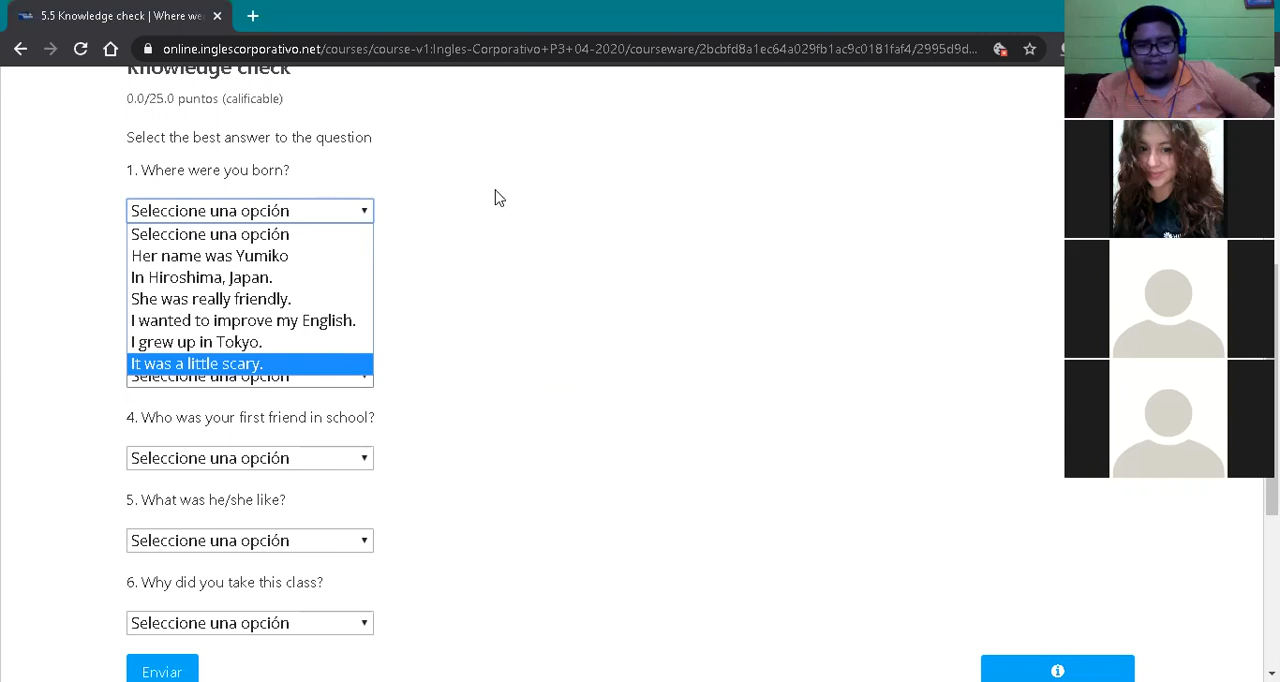 5.5 Knowledge check | Where we
online.inglescorporativo.net/courses/course-v1:Ingles-Corporativo+P3+04-2020/courseware/2bcbfd8a1ec64a029fb1ac9c0181faf4/2995d9d...
Knowledge check
0.0/25.0 puntos (calificable)
Select the best answer to the question
1. Where were you born?
Seleccione una opción
Seleccione una opción
Her name was Yumiko
In Hiroshima, Japan.
She was really friendly.
I wanted to improve my English.
I grew up in Tokyo.
It was a little scary.
Seleccione una opción
4. Who was your first friend in school?
Seleccione una opción
5. What was he/she like?
Seleccione una opción
6. Why did you take this class?
Seleccione una opción
Enviar